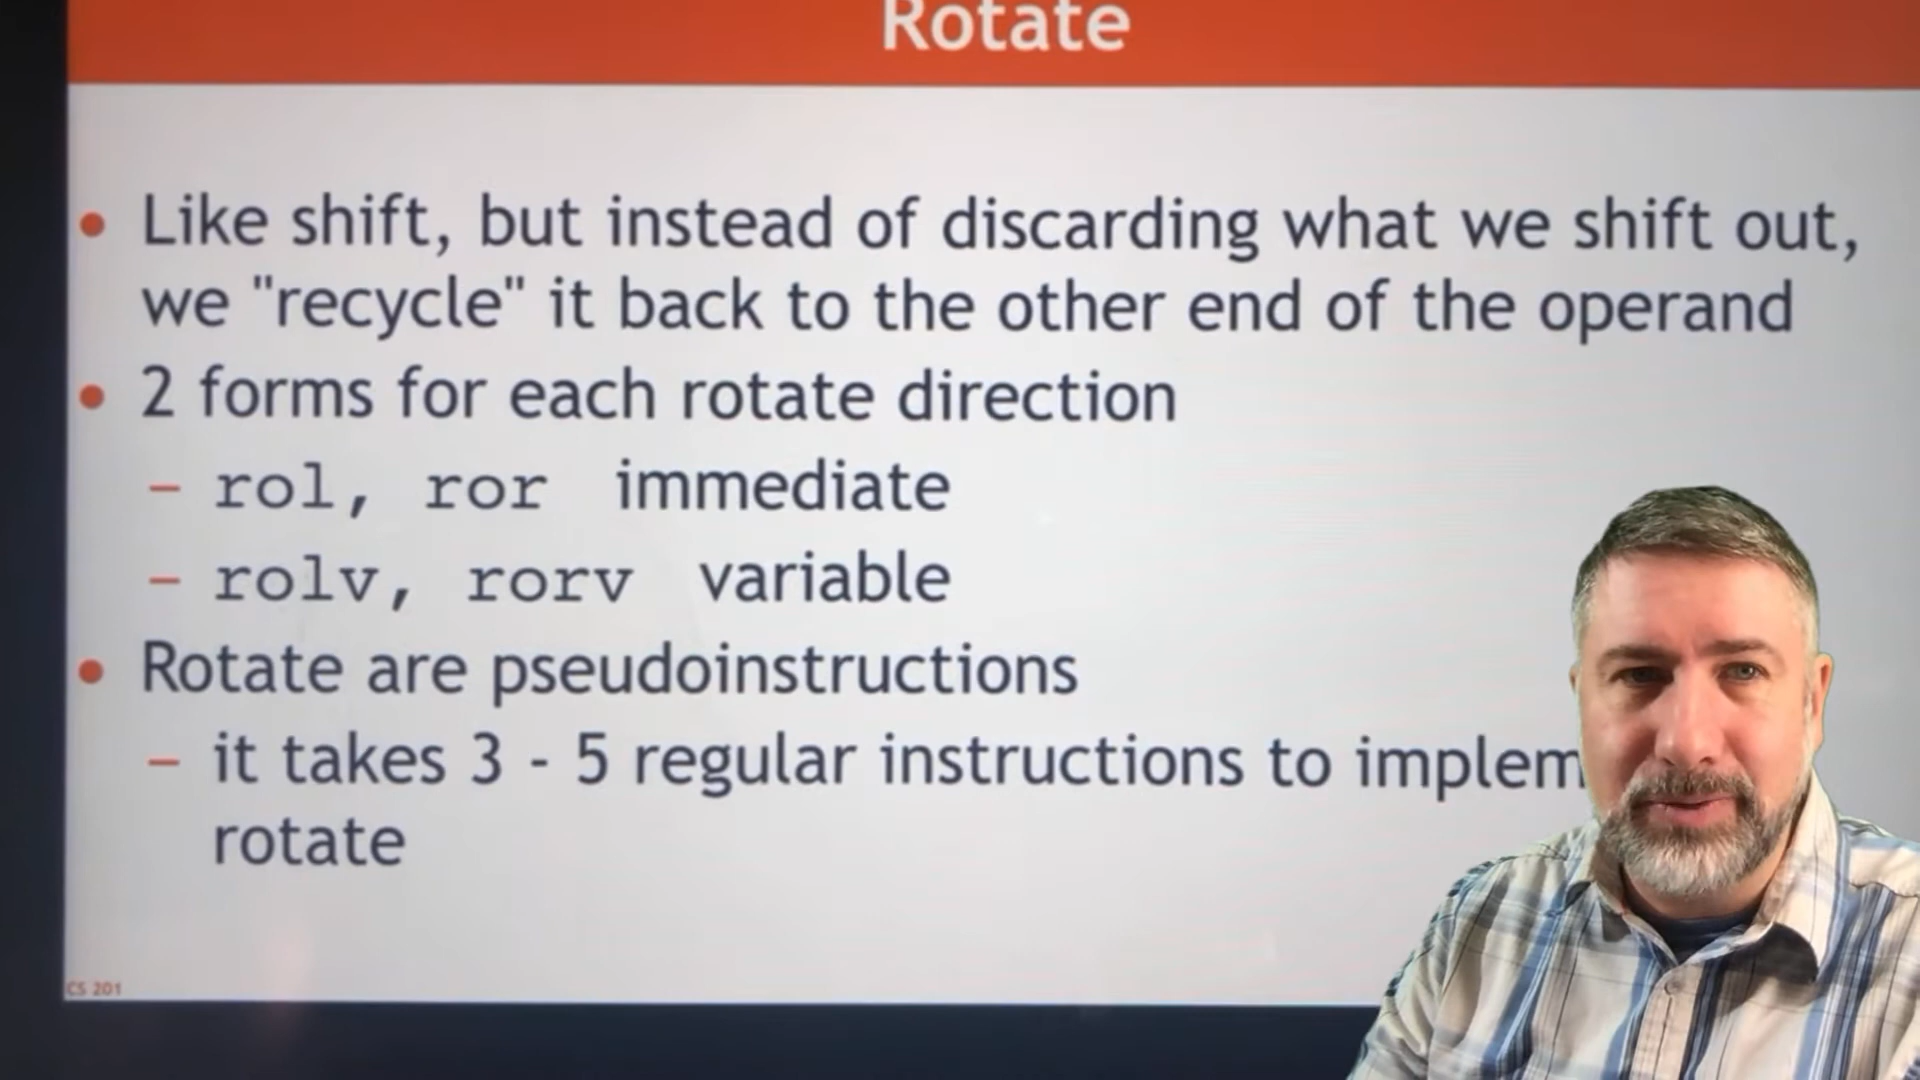 Rotate
• Like shift, but instead of discarding what we shift out,
we "recycle" it back to the other end of the operand
• 2 forms for each rotate direction
– rol, ror immediate
– rolv, rorv variable
• Rotate are pseudoinstructions
– it takes 3 - 5 regular instructions to implem
rotate
CS 201